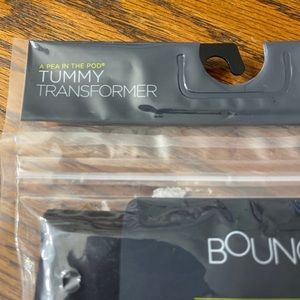 A PEA IN THE POD®
TUMMY
TRANSFORMER